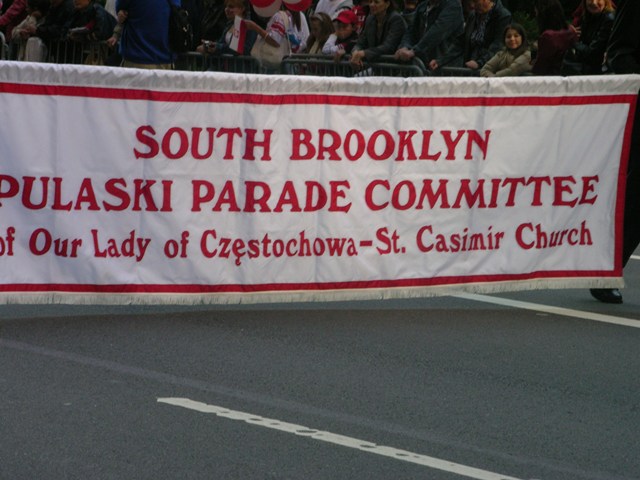 SOUTH BROOKLYN
PULASKI PARADE COMMITTEE
of Our Lady of Częstochowa-St. Casimir Church